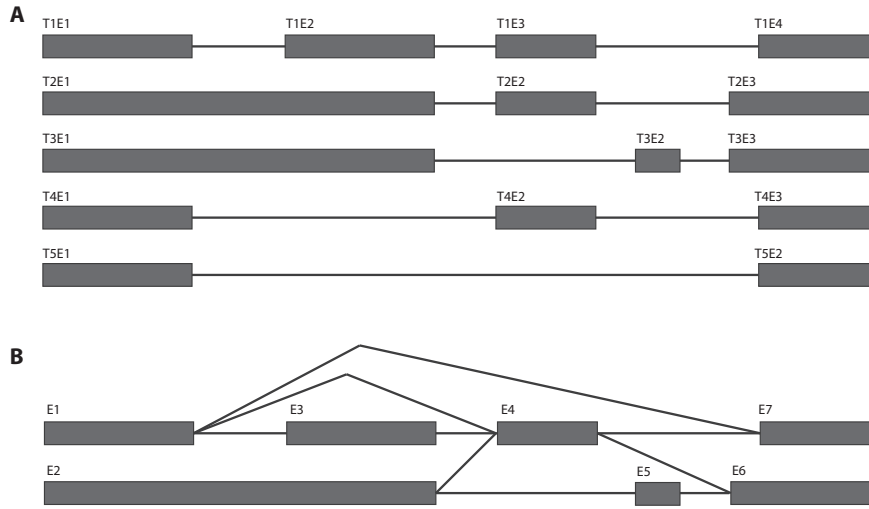 A
T1E1 T1E2 T1E3 T1E4
T2E1 T2E2 T2E3
T3E1 T3E2 T3E3
T4E1 T4E2 T4E3
T5E1 T5E2
B
E1 E3 E4 E7
E2 E5 E6